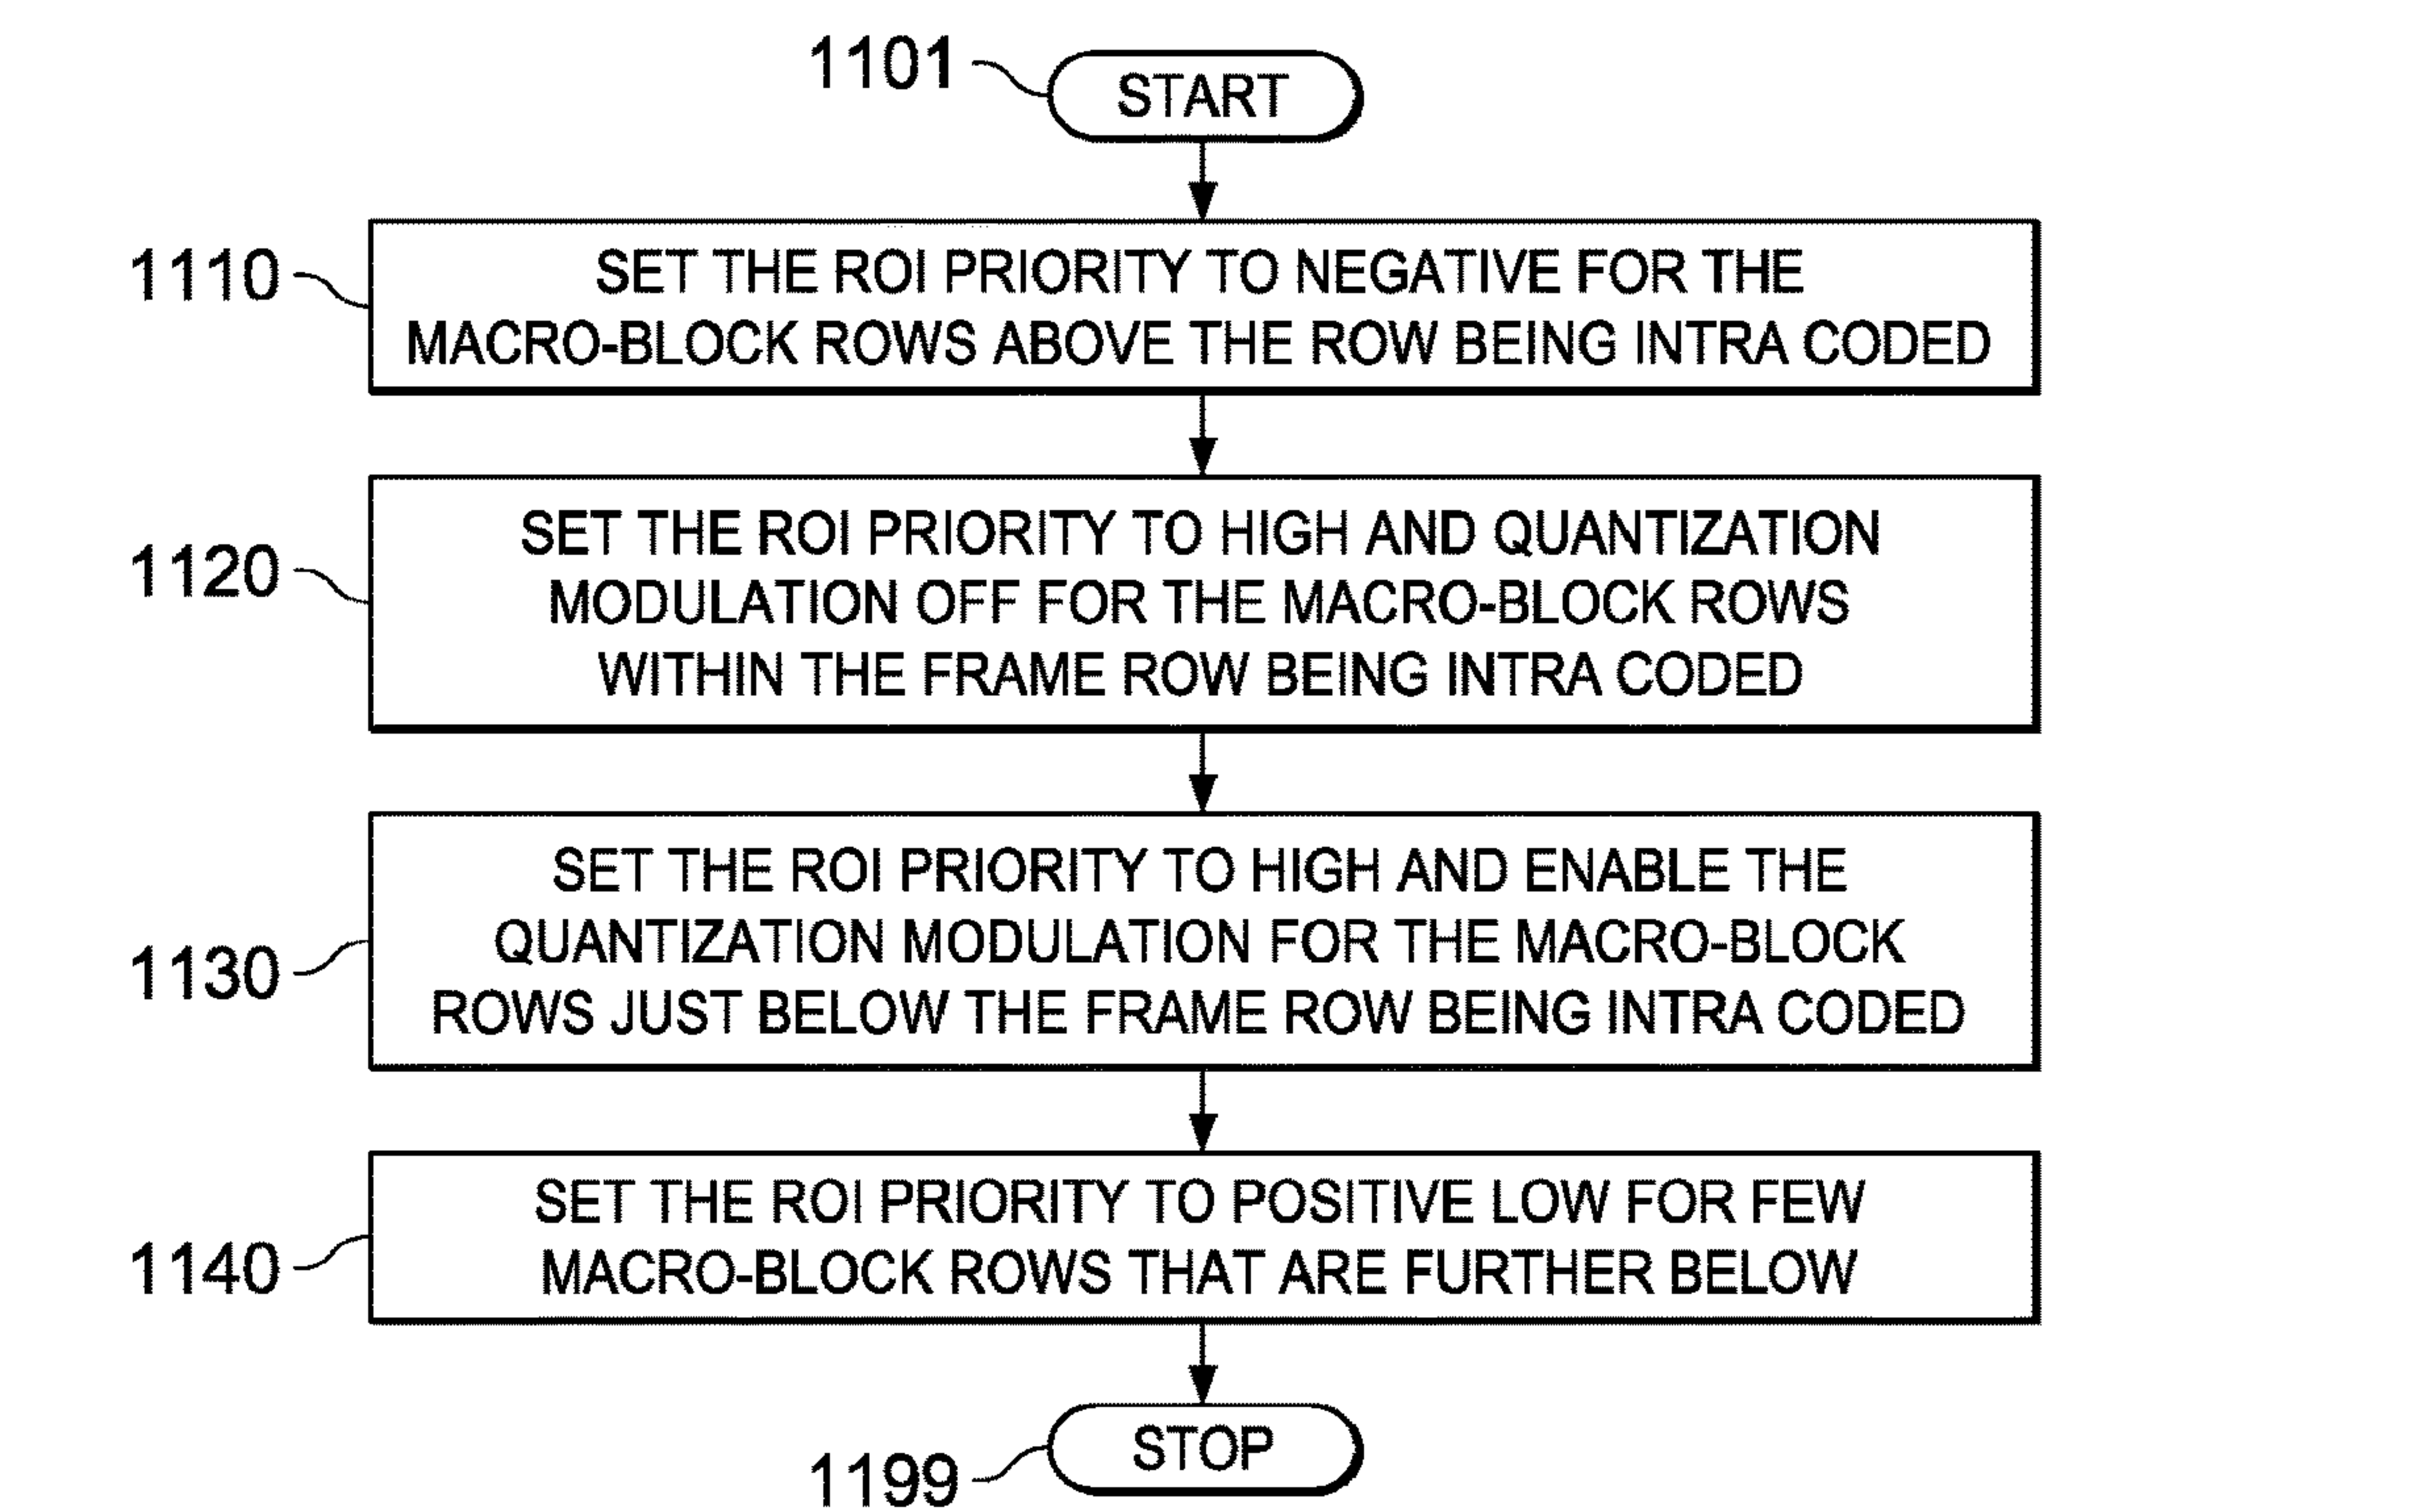 1101
START
1110
SET THE ROI PRIORITY TO NEGATIVE FOR THE
MACRO-BLOCK ROWS ABOVE THE ROW BEING INTRA CODED
1120
SET THE ROI PRIORITY TO HIGH AND QUANTIZATION
MODULATION OFF FOR THE MACRO-BLOCK ROWS
WITHIN THE FRAME ROW BEING INTRA CODED
1130
SET THE ROI PRIORITY TO HIGH AND ENABLE THE
QUANTIZATION MODULATION FOR THE MACRO-BLOCK
ROWS JUST BELOW THE FRAME ROW BEING INTRA CODED
1140
SET THE ROI PRIORITY TO POSITIVE LOW FOR FEW
MACRO-BLOCK ROWS THAT ARE FURTHER BELOW
1199
STOP